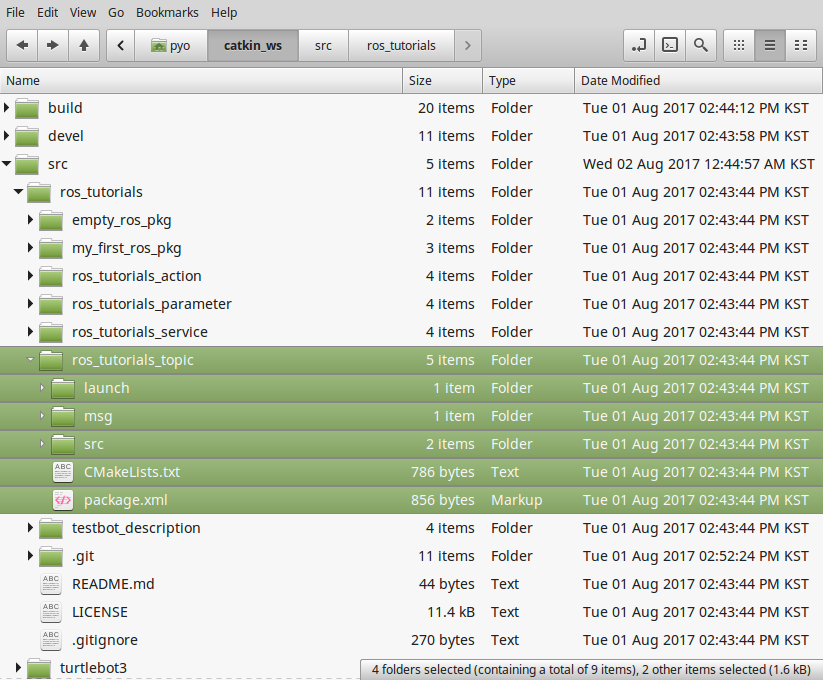 File Edit View Go Bookmarks Help
pyo catkin_ws src ros_tutorials
Name Size Type Date Modified
build 20 items Folder Tue 01 Aug 2017 02:44:12 PM KST
devel 11 items Folder Tue 01 Aug 2017 02:43:58 PM KST
src 5 items Folder Wed 02 Aug 2017 12:44:57 AM KST
ros_tutorials 11 items Folder Tue 01 Aug 2017 02:43:44 PM KST
empty_ros_pkg 2 items Folder Tue 01 Aug 2017 02:43:44 PM KST
my_first_ros_pkg 3 items Folder Tue 01 Aug 2017 02:43:44 PM KST
ros_tutorials_action 4 items Folder Tue 01 Aug 2017 02:43:44 PM KST
ros_tutorials_parameter 4 items Folder Tue 01 Aug 2017 02:43:44 PM KST
ros_tutorials_service 4 items Folder Tue 01 Aug 2017 02:43:44 PM KST
ros_tutorials_topic 5 items Folder Tue 01 Aug 2017 02:43:44 PM KST
launch 1 item Folder Tue 01 Aug 2017 02:43:44 PM KST
msg 1 item Folder Tue 01 Aug 2017 02:43:44 PM KST
src 2 items Folder Tue 01 Aug 2017 02:43:44 PM KST
ABC CMakeLists.txt 786 bytes Text Tue 01 Aug 2017 02:43:44 PM KST
</> package.xml 856 bytes Markup Tue 01 Aug 2017 02:43:44 PM KST
testbot_description 4 items Folder Tue 01 Aug 2017 02:43:44 PM KST
.git 11 items Folder Tue 01 Aug 2017 02:52:24 PM KST
ABC README.md 44 bytes Text Tue 01 Aug 2017 02:43:44 PM KST
ABC LICENSE 11.4 kB Text Tue 01 Aug 2017 02:43:44 PM KST
ABC .gitignore 270 bytes Text Tue 01 Aug 2017 02:43:44 PM KST
turtlebot3
4 folders selected (containing a total of 9 items), 2 other items selected (1.6 kB)